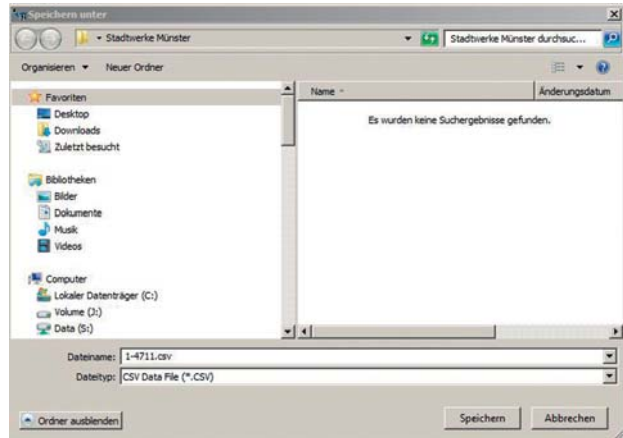 Speichern unter
Stadtwerke Münster
Stadtwerke Münster durchsuc...
Organisieren
Neuer Ordner
Favoriten
Desktop
Downloads
Zuletzt besucht
Bibliotheken
Bilder
Dokumente
Musik
Videos
Computer
Lokaler Datenträger (C:)
Volume (J:)
Data (S:)
Name
Änderungsdatum
Es wurden keine Suchergebnisse gefunden.
Dateiname: 1-4711.csv
Dateityp: CSV Data File (*.CSV)
Ordner ausblenden
Speichern
Abbrechen